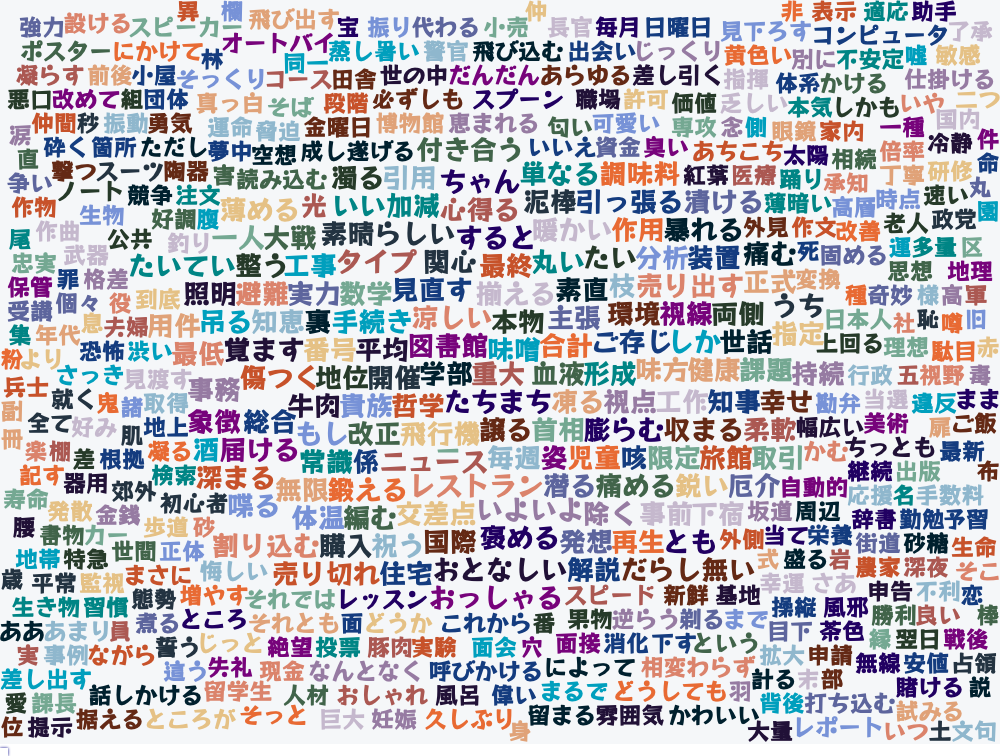 異 欄 飛び出す 宝 振り代わる 小売 仲 長官 毎月 日曜日 非 表示 適応 助手
強力 設ける スピーカー オートバイ 見下ろす コンピュータ 了承
ポスター にかけて 林 同一 蒸し暑い 警官 飛び込む 出会い じっくり 黄色い 別に 不安定 嘘 敏感
凝らす 前後 小屋 そっくり コース 田舎 世の中 だんだん あらゆる 差し引く 指揮 体系 かける 仕掛ける
悪口 改めて 組 団体 真っ白 そば 段階 必ずしも スプーン 職場 許可 価値 乏しい 本気 しかも いや 二つ
涙 仲間 秒 振動 勇気 運命 脅迫 金曜日 博物館 恵まれる 匂い 可愛い 専攻 念 側 眼鏡 家内 一種 国内
直 砕く 箇所 ただし 夢中 空想 成し遂げる 付き合う いいえ 資金 臭い あちこち 太陽 相続 倍率 冷静 件
争い 撃つ スーツ 陶器 害 読み込む 濁る 引用 ちゃん 単なる 調味料 紅葉 医療 踊り 承知 丁寧 研修 命
作物 ノート 競争 注文 薄める 光 いい加減 心得る 泥棒 引っ張る 漬ける 薄暗い 高層 時点 速い 丸
生物 好調 腹 園
尾 作曲 公共 釣り 一人 大戦 素晴らしい すると 暖かい 作用 暴れる 外見 作文 改善 老人 政党
忠実 武器 たいてい 整う 工事 タイプ 関心 最終 丸い たい 分析 装置 痛む 死 固める 運 多量 区
保管 罪 格差 照明 避難 実力 数学 見直す 揃える 素直 枝 売り出す 正式 変換 思想 地理
受講 個々 役 到底 うち 種 奇妙 様 高 軍
集 年代 息 夫婦 用件 吊る 知恵 裏 手続き 涼しい 本物 主張 環境 視線 両側 指定 日本人 社 恥 噂 旧
粉 より 恐怖 渋い 最低 覚ます 番号 平均 図書館 味噌 合計 ご存じ しか 世話 上回る 理想 駄目 赤
さっき 見渡す 事務 傷つく 地位 開催 学部 重大 血液 形成 味方 健康 課題 持続 行政 五 視野 毒
兵士 就く 鬼 諸 取得 牛肉 貴族 哲学 たちまち 凍る 視点 工作 知事 幸せ 勘弁 当選 違反 まま
副 全て 好み 肌 地上 象徴 総合 もし 改正 飛行機 譲る 首相 膨らむ 収まる 柔軟 幅広い 美術 扉 ご飯
冊 楽 棚 差 根拠 凝る 酒 届ける 常識 係 ニュース 毎週 姿 児童 咳 限定 旅館 取引 かむ ちっとも 最新
記す 器用 検索 深まる 継続 出版 布
寿命 郊外 初心者 喋る 無限 鍛える レストラン 潜る 痛める 鋭い 厄介 自動的 応援 名 手数料
発散 金銭 体温 編む 交差点 いよいよ 除く 事前 下宿 坂道 周辺 辞書 勤勉 予習
腰 書物 カー 歩道 砂 割り込む 購入 祝う 国際 褒める 発想 再生 とも 外側 当て 栄養 街道 砂糖 生命
地帯 特急 世間 正体 悔しい 売り切れ 住宅 おとなしい 解説 だらし無い 式 盛る 岩 農家 深夜 そこ
歳 平常 監視 まさに 幸運 さあ 申告 不利 恋
生き物 習慣 態勢 増やす それでは レッスン おっしゃる スピード 新鮮 基地 操縦 風邪 勝利 良い 棒
ああ あまり 員 煮る ところ それとも 面 どうか これから 番 果物 逆らう 剃る まで 目下 茶色 縁 翌日 戦後
実 事例 ながら 誓う じっと 絶望 投票 豚肉 実験 面会 穴 面接 消化 下す という 拡大 申請 無線 安値 占領
差し出す 違う 失礼 現金 なんとなく 呼びかける によって 相変わらず 計る 末 部 賭ける 説
愛 課長 話しかける 留学生 人材 おしゃれ 風呂 偉い まるで どうしても 羽 背後 打ち込む 試みる
位 提示 据える ところが そっと 巨大 妊娠 久しぶり 身 留まる 雰囲気 かわいい 大量 レポート いつ 土 文句